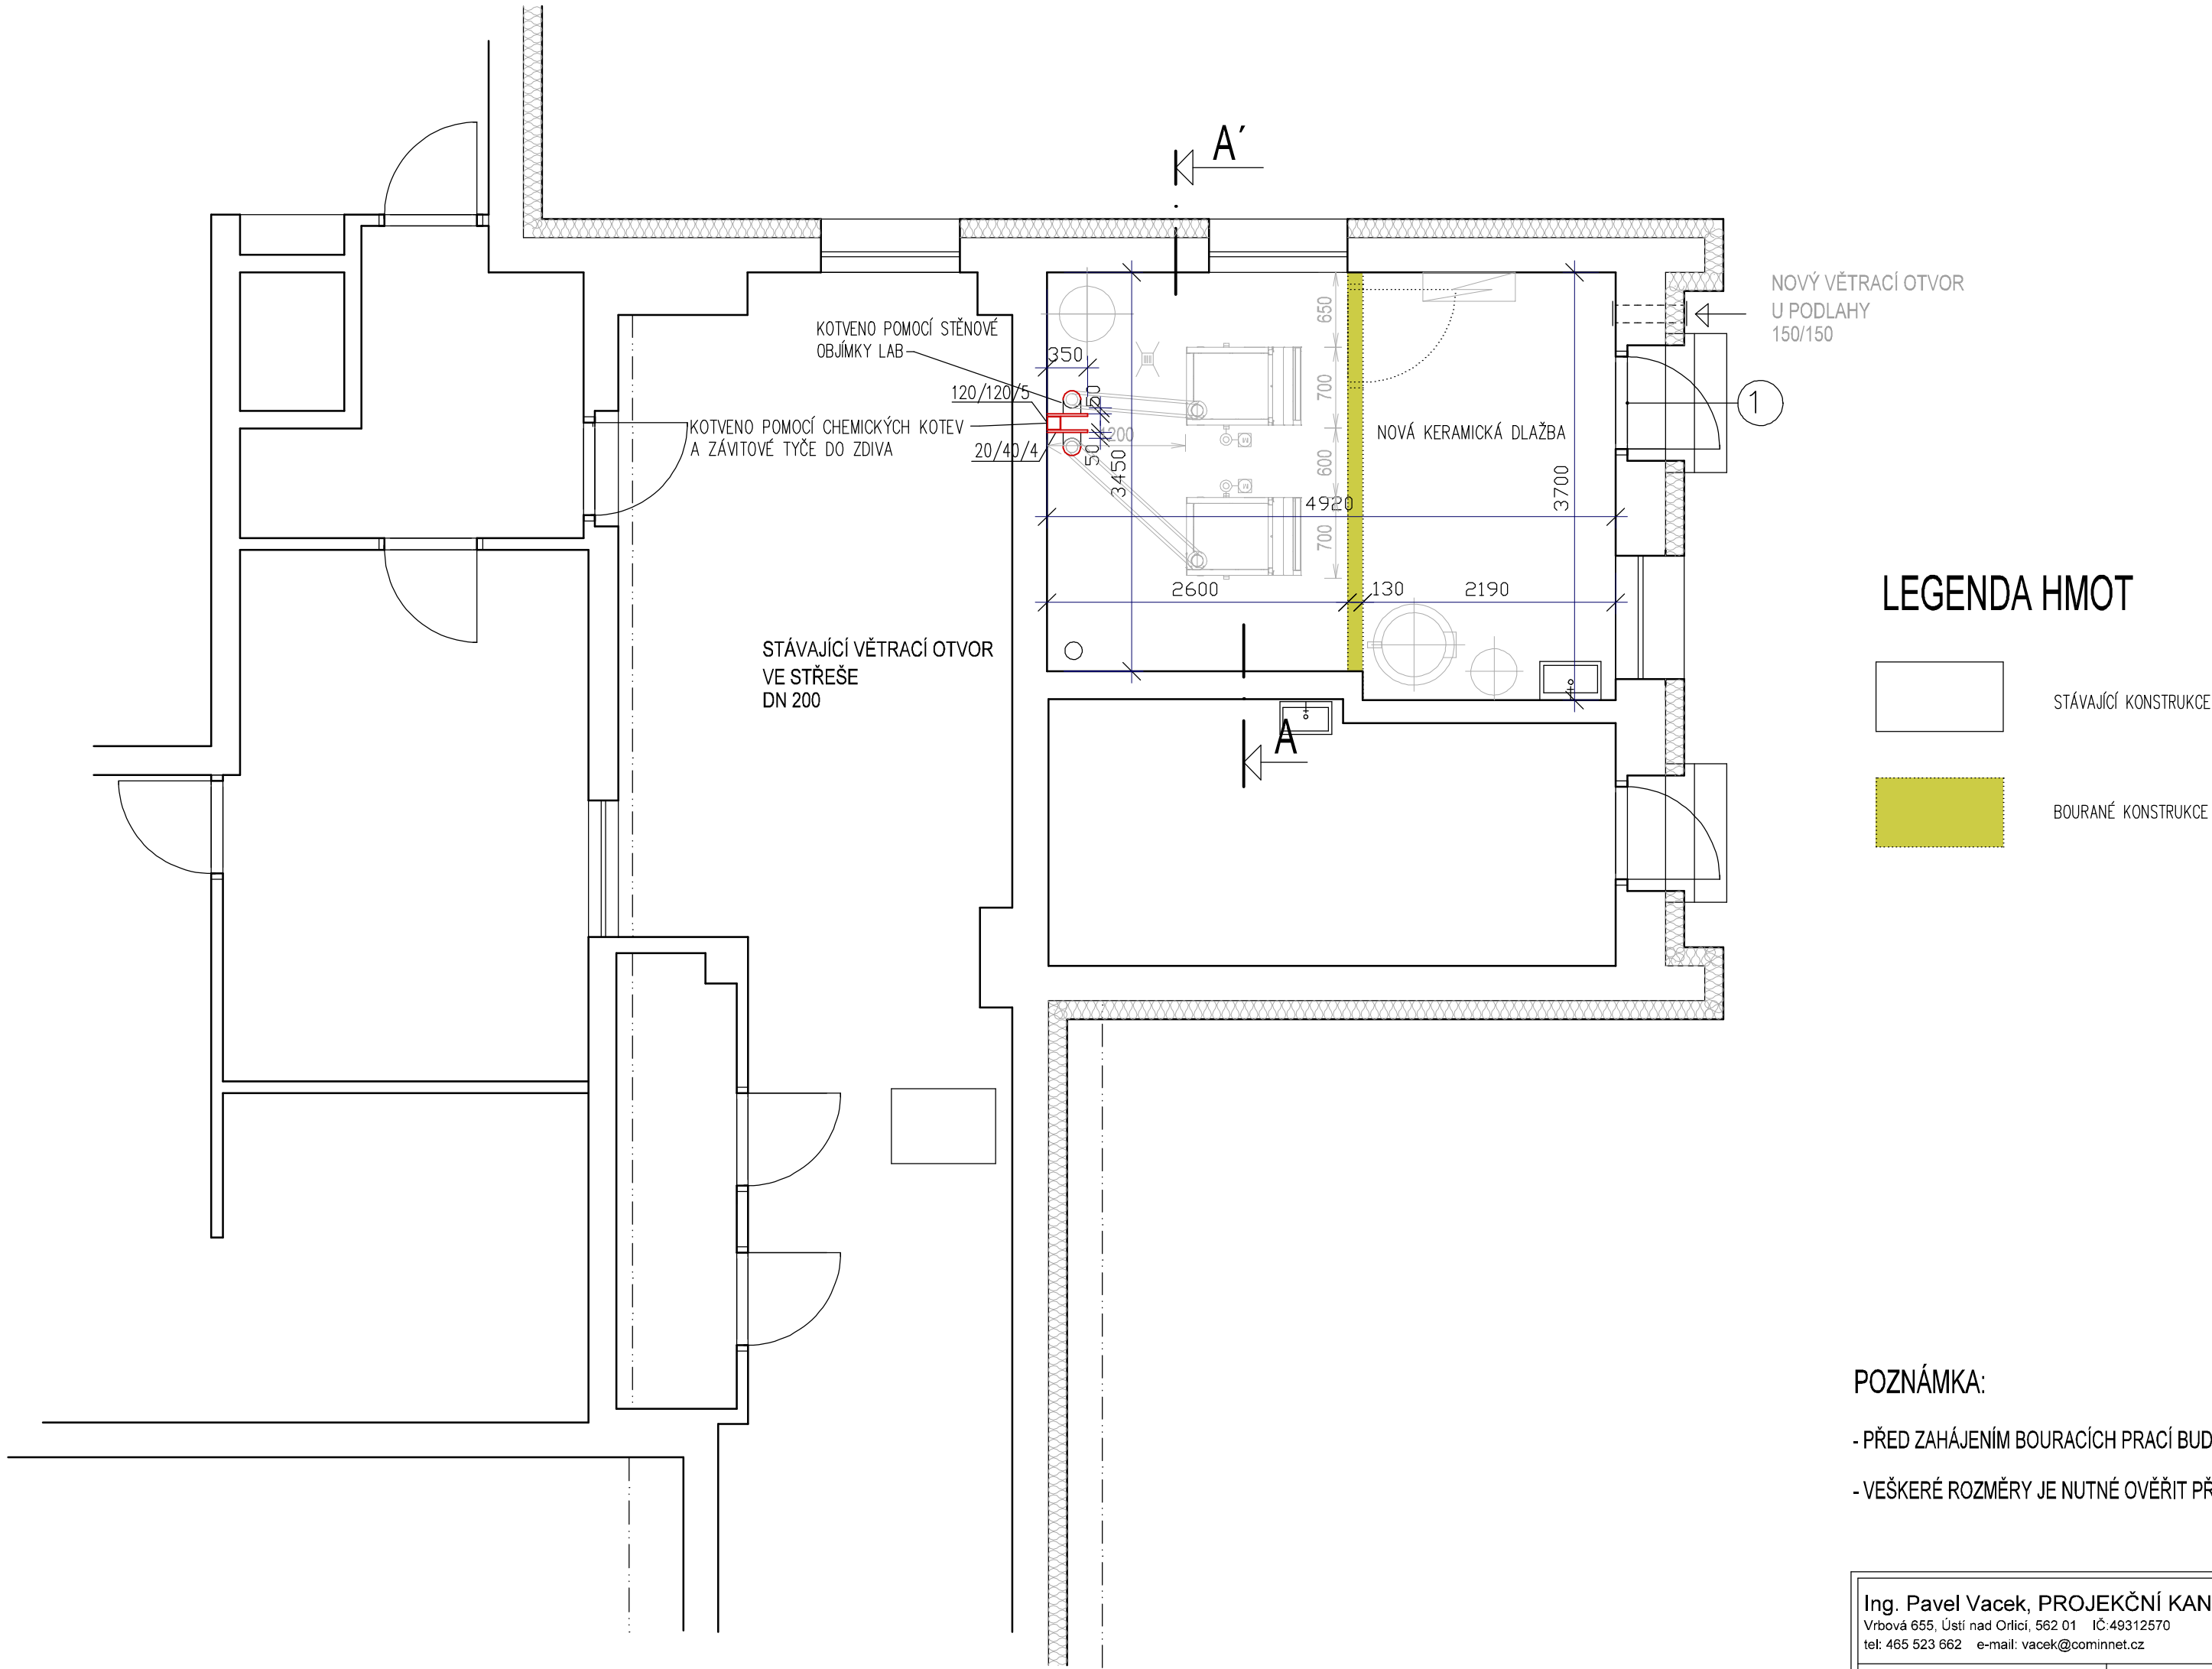 A´
NOVÝ VĚTRACÍ OTVOR
U PODLAHY
150/150
KOTVENO POMOCÍ STĚNOVÉ
OBJÍMKY LAB
350
650
120/120/5
50
700
1
KOTVENO POMOCÍ CHEMICKÝCH KOTEV
A ZÁVITOVÉ TYČE DO ZDIVA
NOVÁ KERAMICKÁ DLAŽBA
20/40/4
50
3450
600
M
M
3700
4920
700
2600
130
2190
LEGENDA HMOT
STÁVAJÍCÍ VĚTRACÍ OTVOR
VE STŘEŠE
DN 200
STÁVAJÍCÍ KONSTRUKCE
A
BOURANÉ KONSTRUKCE
POZNÁMKA:
- PŘED ZAHÁJENÍM BOURACÍCH PRACÍ BUD
- VEŠKERÉ ROZMĚRY JE NUTNÉ OVĚŘIT PŘ
Ing. Pavel Vacek, PROJEKČNÍ KAN
Vrbová 655, Ústí nad Orlicí, 562 01 IČ:49312570
tel: 465 523 662 e-mail: vacek@cominnet.cz